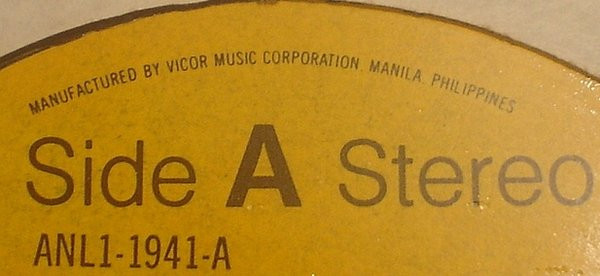 MANUFACTURED BY VICOR MUSIC CORPORATION, MANILA, PHILIPPINES
Side A Stereo
ANL1-1941-A